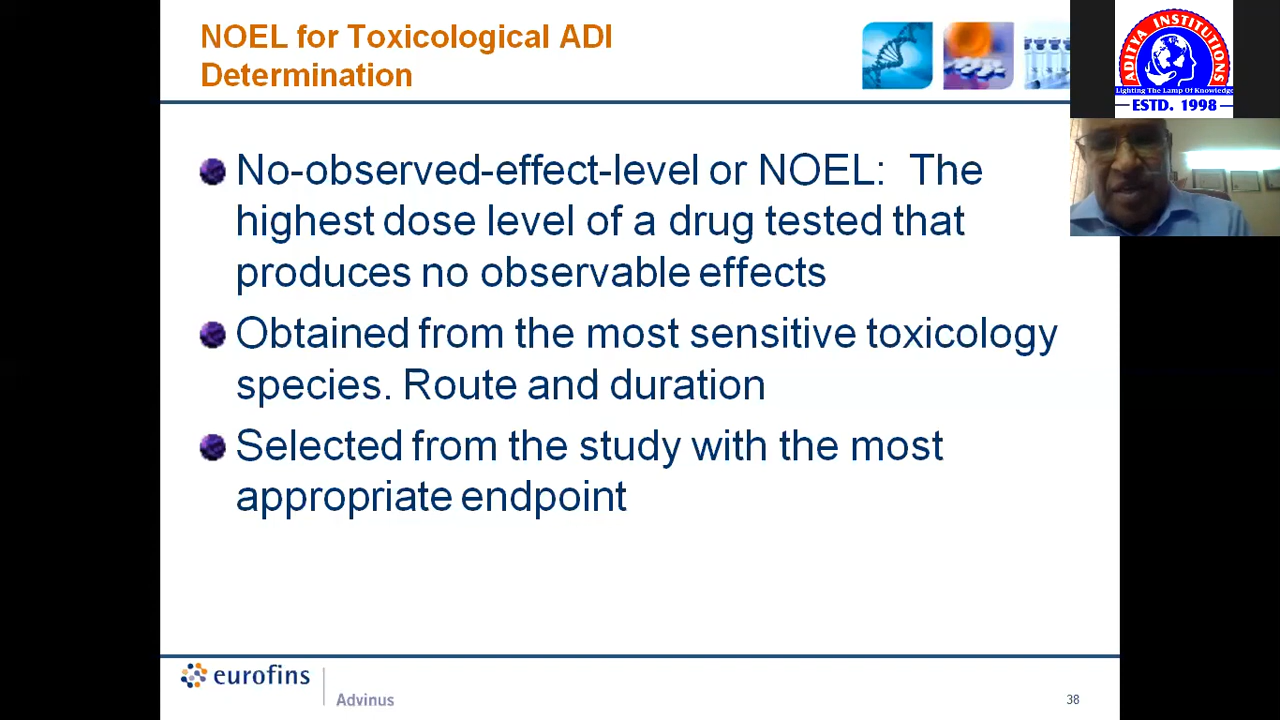 NOEL for Toxicological ADI
Determination
ADITYA INSTITUTIONS
Lighting The Lamp Of Knowledge
ESTD. 1998
No-observed-effect-level or NOEL: The
highest dose level of a drug tested that
produces no observable effects
Obtained from the most sensitive toxicology
species. Route and duration
Selected from the study with the most
appropriate endpoint
eurofins
Advinus
38